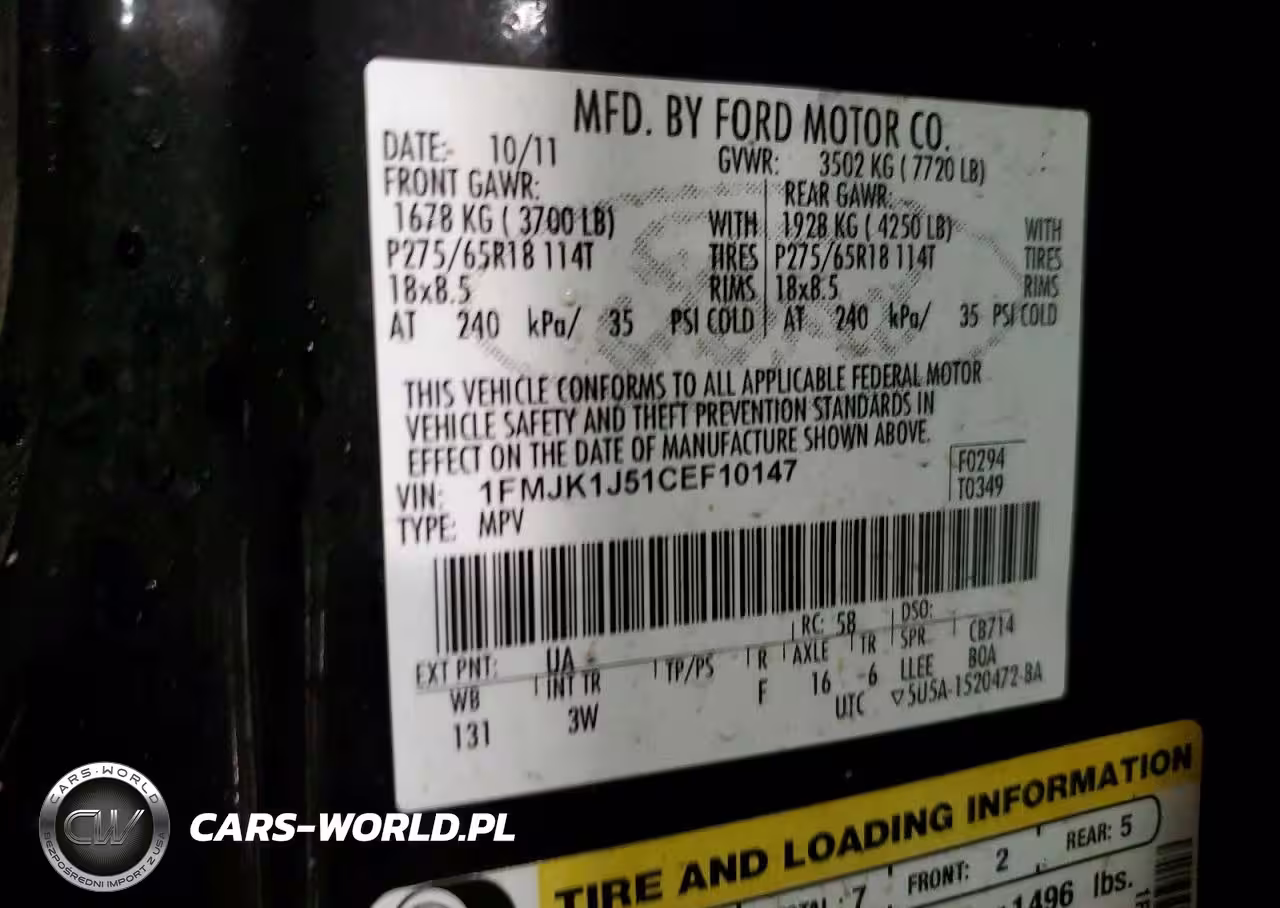 MFD. BY FORD MOTOR CO.
DATE: 10/11 GVWR: 3502 KG ( 7720 LB)
FRONT GAWR: REAR GAWR:
1678 KG ( 3700 LB) WITH 1928 KG ( 4250 LB) WITH
P275/65R18 114T TIRES P275/65R18 114T TIRES
18x8.5 RIMS 18x8.5 RIMS
AT 240 kPa/ 35 PSI COLD AT 240 kPa/ 35 PSI COLD
THIS VEHICLE CONFORMS TO ALL APPLICABLE FEDERAL MOTOR
VEHICLE SAFETY AND THEFT PREVENTION STANDARDS IN
EFFECT ON THE DATE OF MANUFACTURE SHOWN ABOVE.
VIN: 1FMJK1J51CEF10147 F0294
TYPE: MPV T0349
EXT PNT: UA RC: 58 DSO:
WB INT TR TP/PS R AXLE TR SPR CB714
131 3W F 16 6 LLEE BOA
UTC ▽5U5A-1520472-BA
TIRE AND LOADING INFORMATION
7 FRONT: 2 REAR: 5
1496 lbs.
CARS-WORLD
CW
BEZPOŚREDNI IMPORT Z USA
CARS-WORLD.PL